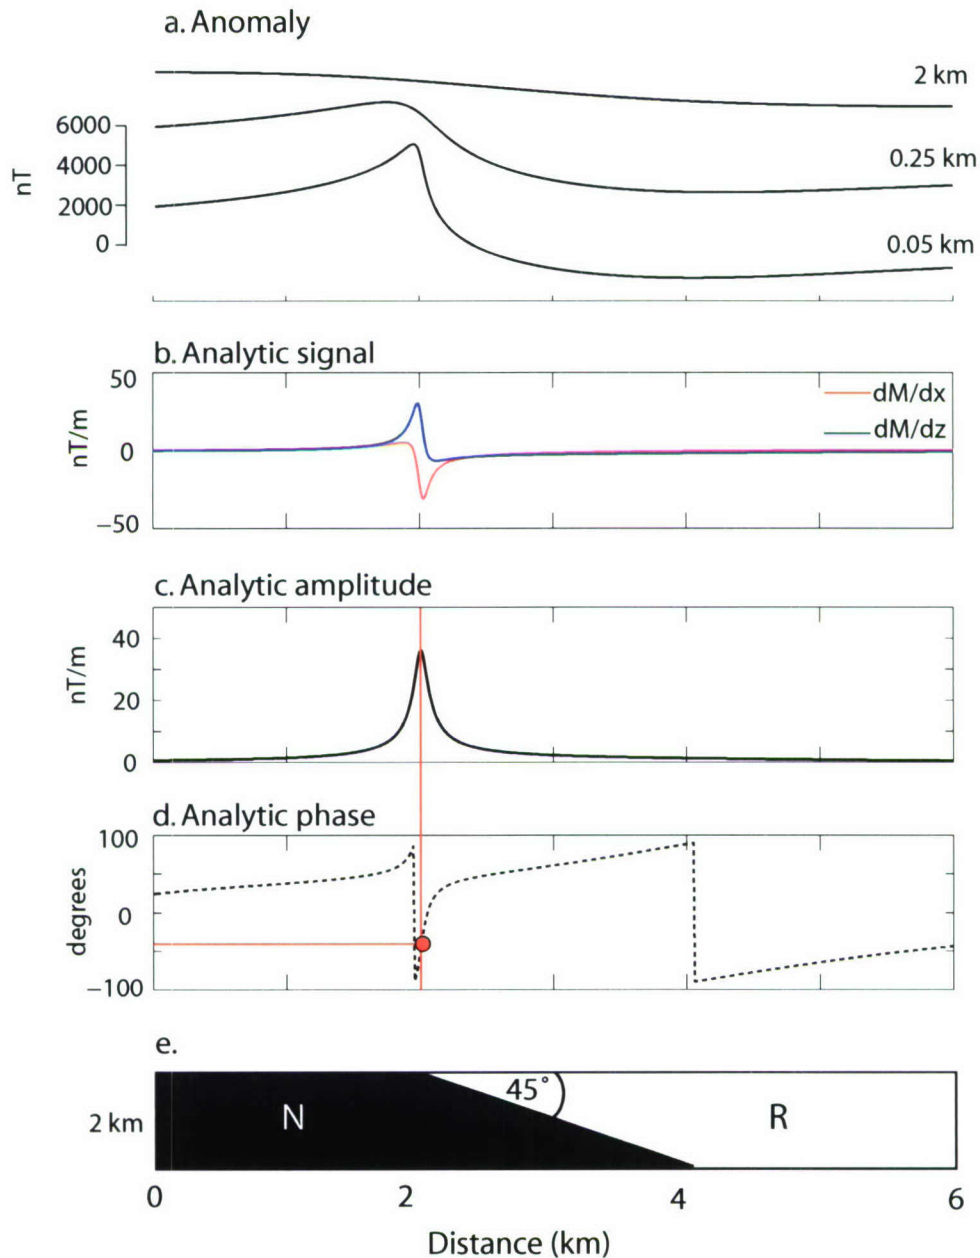 a. Anomaly
2 km
6000
0.25 km
4000
nT
2000
0
0.05 km
b. Analytic signal
50
dM/dx
nT/m
dM/dz
0
−50
c. Analytic amplitude
40
nT/m
20
0
d. Analytic phase
100
degrees
0
−100
e.
45°
2 km
N
R
0
2
4
6
Distance (km)